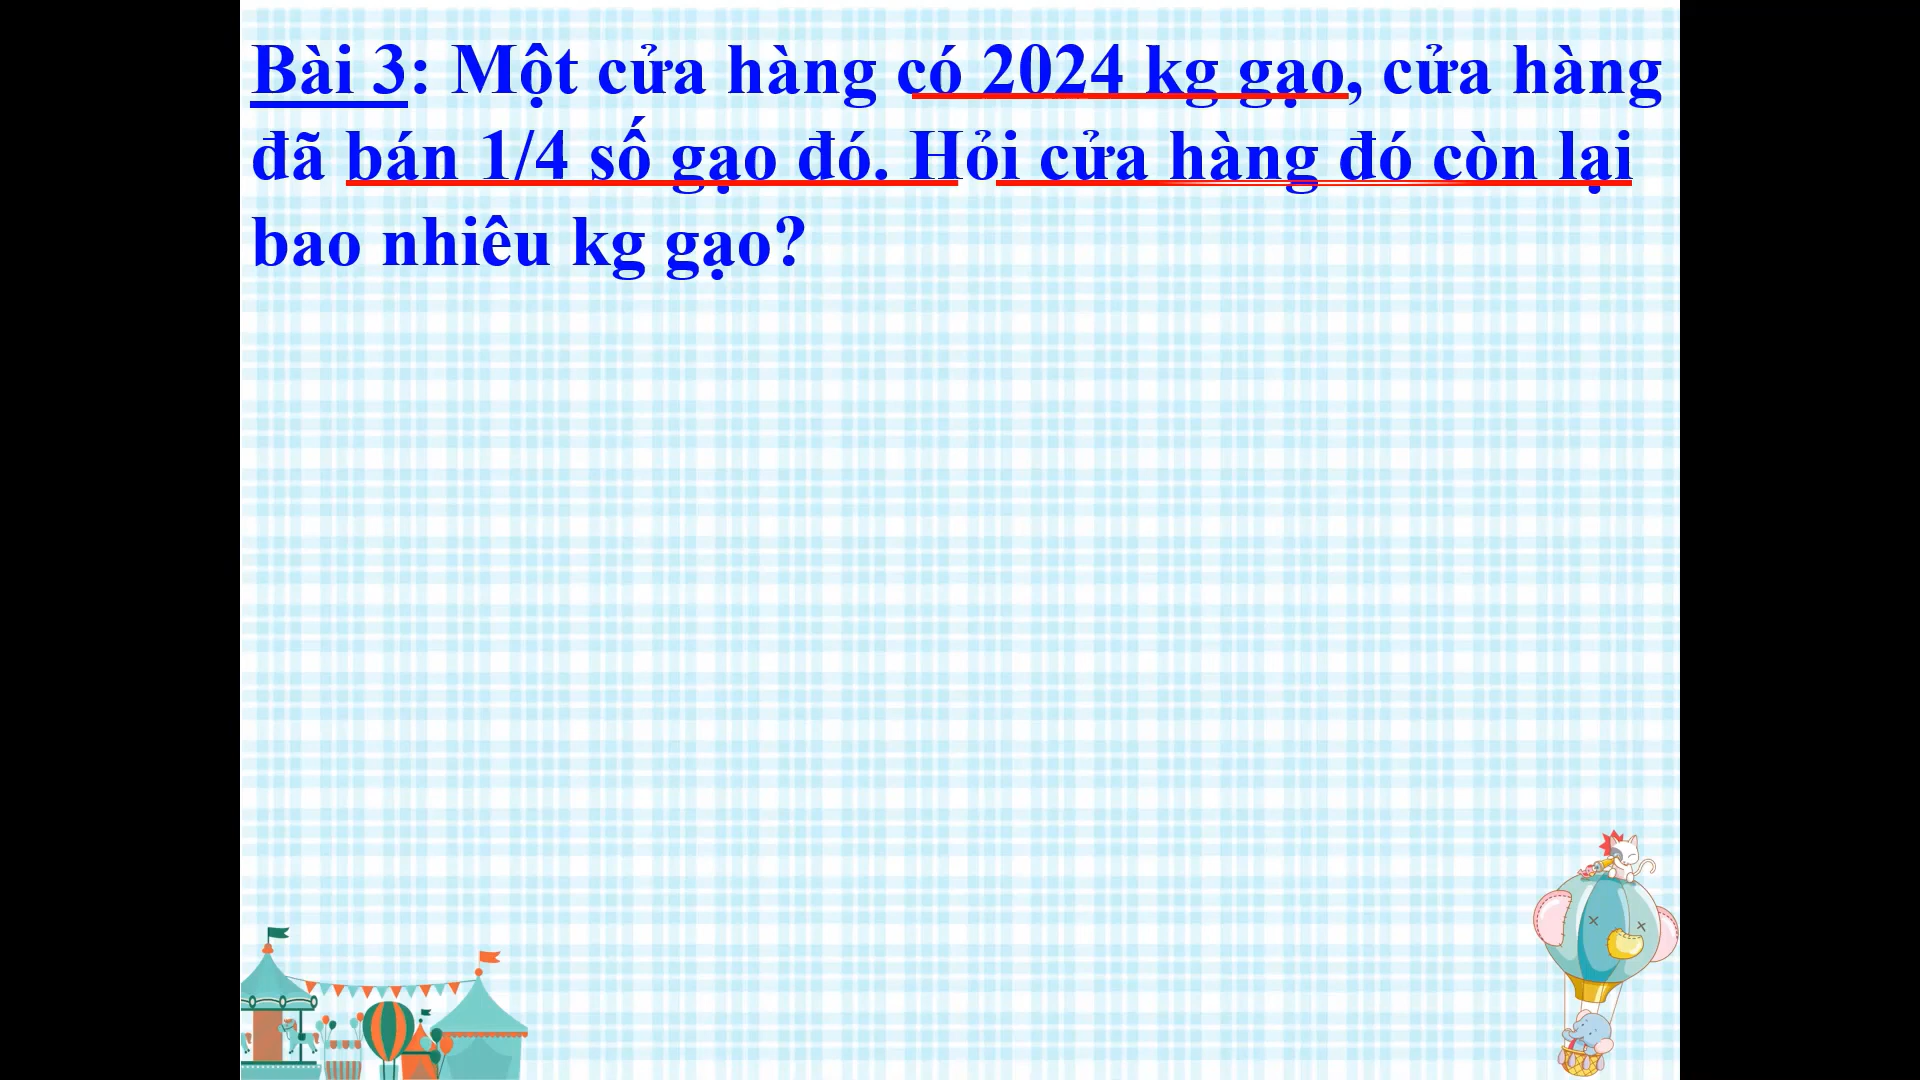 Bài 3: Một cửa hàng có 2024 kg gạo, cửa hàng
đã bán 1/4 số gạo đó. Hỏi cửa hàng đó còn lại
bao nhiêu kg gạo?